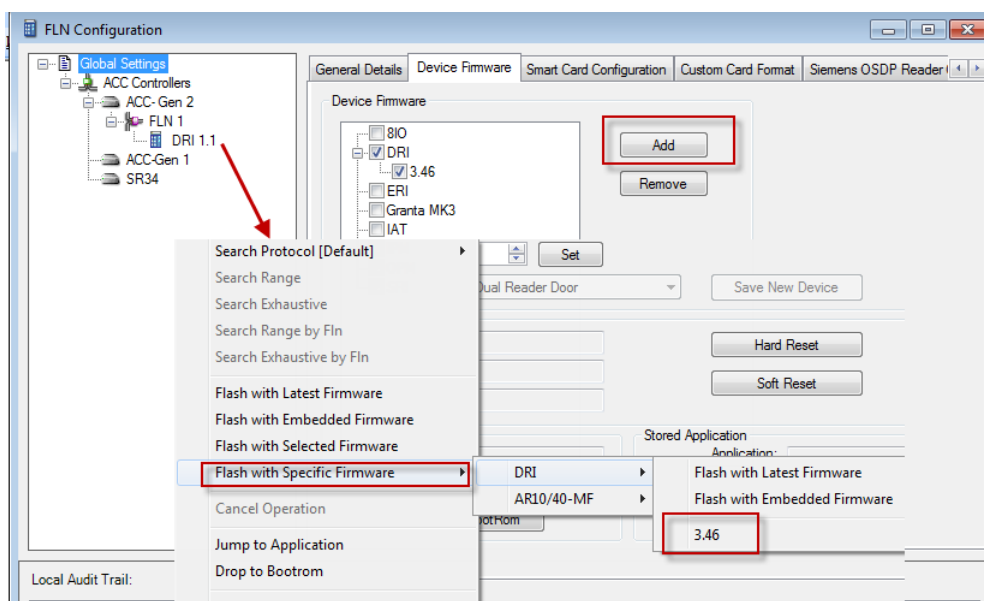 FLN Configuration
Global Settings
ACC Controllers
ACC- Gen 2
FLN 1
DRI 1.1
ACC-Gen 1
SR34
General Details Device Firmware Smart Card Configuration Custom Card Format Siemens OSDP Reader
Device Firmware
8IO
DRI
3.46
ERI
Granta MK3
IAT
Add
Remove
Set
Dual Reader Door
Save New Device
Hard Reset
Soft Reset
Stored Application
Application:
Search Protocol [Default]
Search Range
Search Exhaustive
Search Range by Fln
Search Exhaustive by Fln
Flash with Latest Firmware
Flash with Embedded Firmware
Flash with Selected Firmware
Flash with Specific Firmware
Cancel Operation
Jump to Application
Drop to Bootrom
DRI
AR10/40-MF
Flash with Latest Firmware
Flash with Embedded Firmware
3.46
Local Audit Trail: